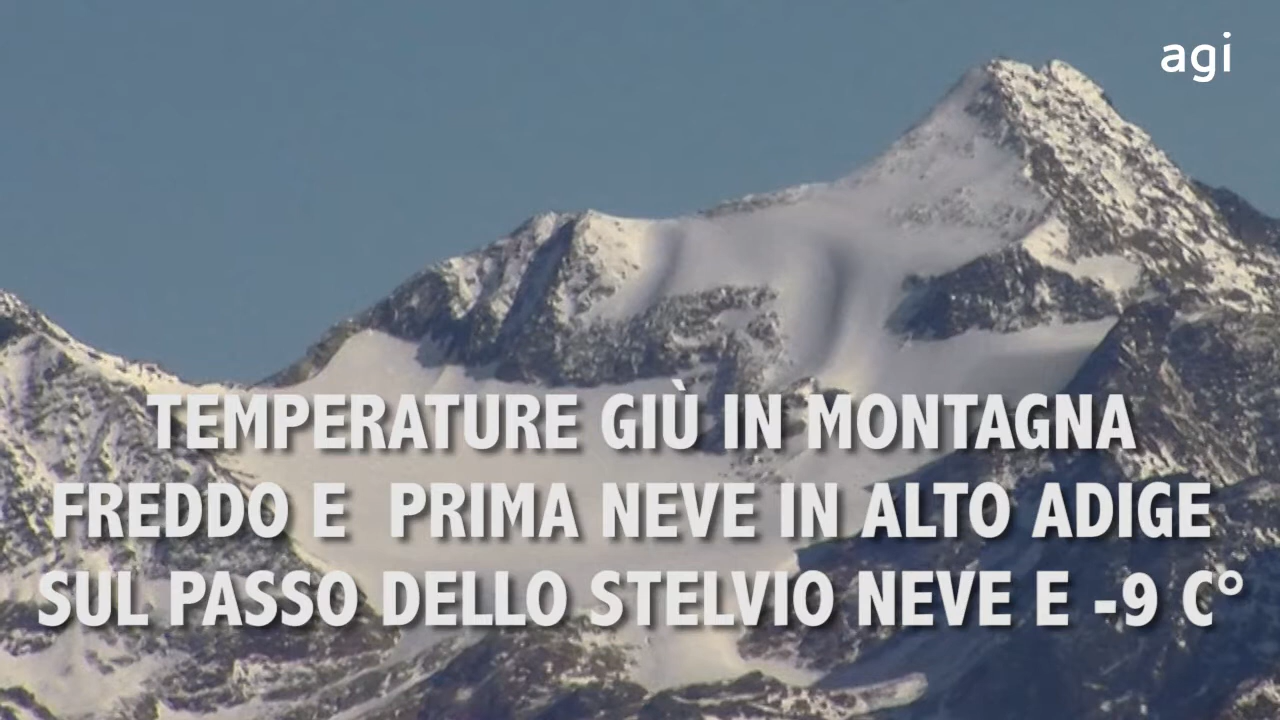 agi
TEMPERATURE GIÙ IN MONTAGNA
FREDDO E  PRIMA NEVE IN ALTO ADIGE
SUL PASSO DELLO STELVIO NEVE E -9 C°